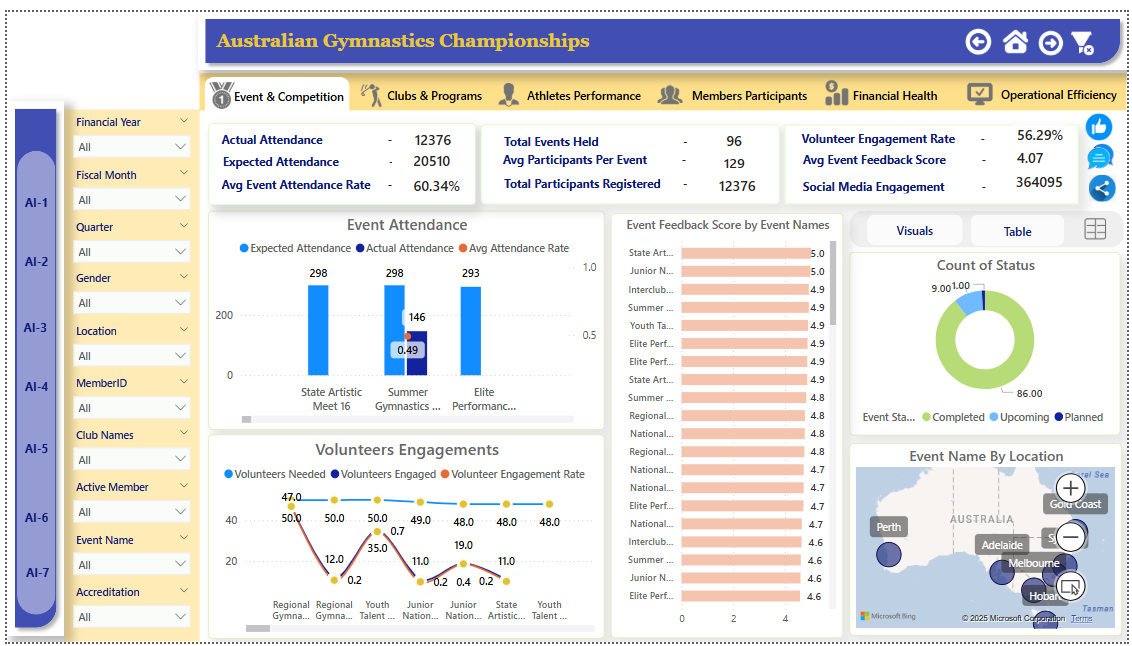 Australian Gymnastics Championships
Event & Competition
Clubs & Programs
Athletes Performance
Members Participants
Financial Health
Operational Efficiency
AI-1
AI-2
AI-3
AI-4
AI-5
AI-6
AI-7
Financial Year
All
Fiscal Month
All
Quarter
All
Gender
All
Location
All
MemberID
All
Club Names
All
Active Member
All
Event Name
All
Accreditation
All
Actual Attendance - 12376
Expected Attendance - 20510
Avg Event Attendance Rate - 60.34%
Total Events Held - 96
Avg Participants Per Event - 129
Total Participants Registered - 12376
Volunteer Engagement Rate - 56.29%
Avg Event Feedback Score - 4.07
Social Media Engagement - 364095
Event Attendance
Expected Attendance Actual Attendance Avg Attendance Rate
298 298 293
1.0
200
146
0.5
0.49
0
State Artistic Meet 16
Summer Gymnastics ...
Elite Performanc...
Volunteers Engagements
Volunteers Needed Volunteers Engaged Volunteer Engagement Rate
47.0
50.0 50.0 50.0 49.0 48.0 48.0 48.0
40
0.7
35.0
19.0
12.0
11.0
11.0
20
0.2 0.2 0.4 0.2
Regional Gymna...
Regional Gymna...
Youth Talent ...
Junior Nation...
Junior Nation...
State Artistic...
Youth Talent ...
Event Feedback Score by Event Names
State Art... 5.0
Junior N... 5.0
Interclub... 4.9
Summer ... 4.9
Youth Ta... 4.9
Elite Perf... 4.9
Elite Perf... 4.9
State Art... 4.9
Summer ... 4.8
Regional... 4.8
National... 4.8
Regional... 4.8
National... 4.7
National... 4.7
Elite Perf... 4.7
National... 4.7
Interclub... 4.6
Summer ... 4.6
Junior N... 4.6
Elite Perf... 4.6
0 2 4
Visuals
Table
Count of Status
9.00 1.00
86.00
Event Sta... Completed Upcoming Planned
Event Name By Location
Gold Coast
AUSTRALIA
Perth
Adelaide
Melbourne
Tasman
Microsoft Bing
© 2025 Microsoft Corporation Terms